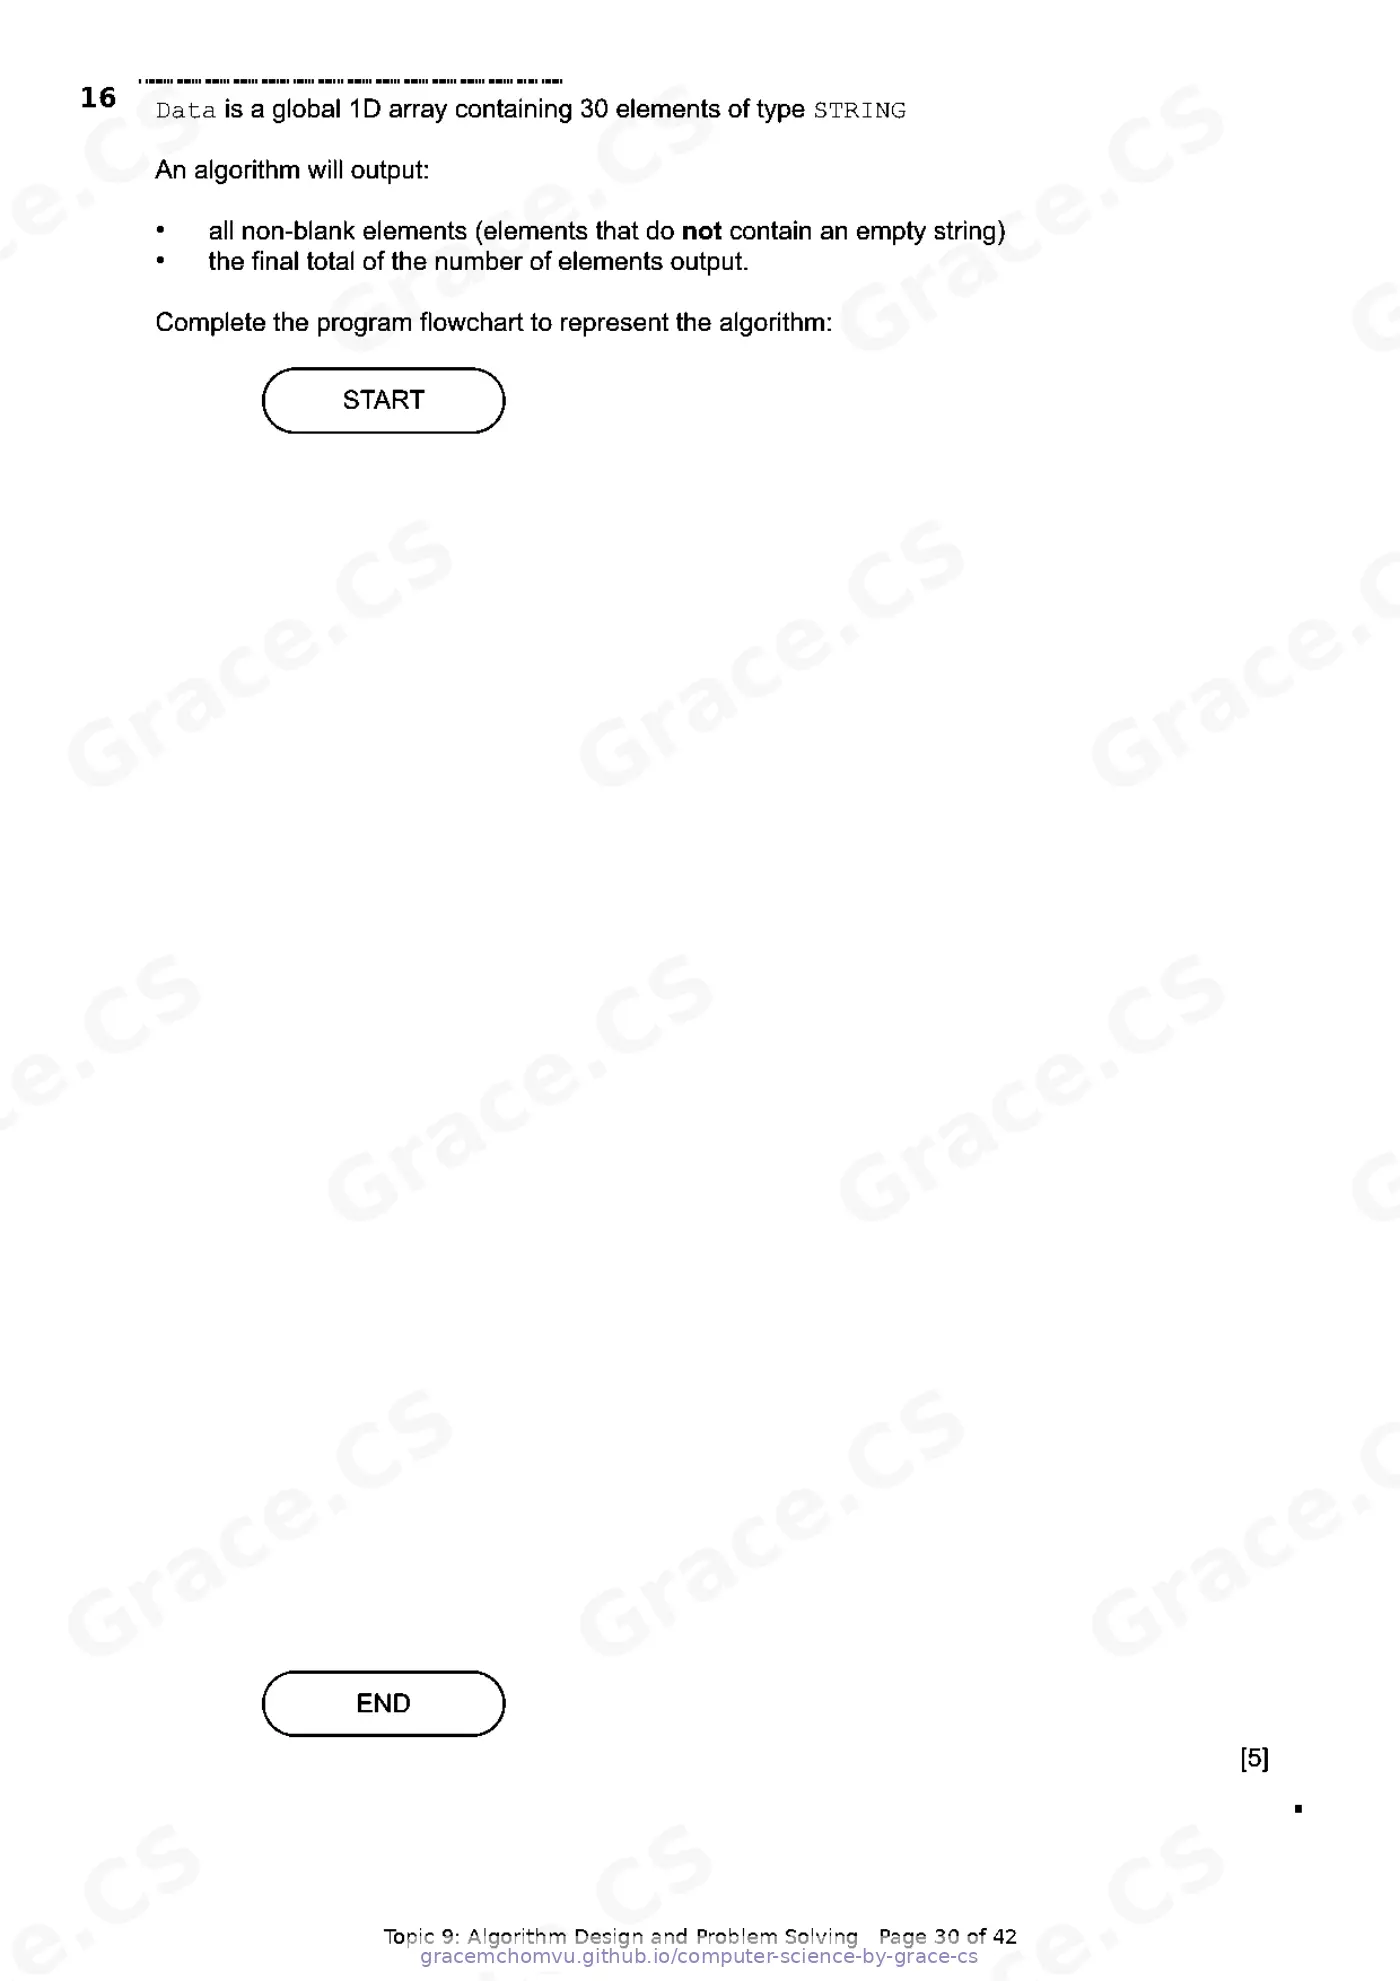 16
Data is a global 1D array containing 30 elements of type STRING
An algorithm will output:
• all non-blank elements (elements that do not contain an empty string)
• the final total of the number of elements output.
Complete the program flowchart to represent the algorithm:
START
END
[5]
Topic 9: Algorithm Design and Problem Solving Page 30 of 42
gracemchomvu.github.io/computer-science-by-grace-cs
Grace.CS